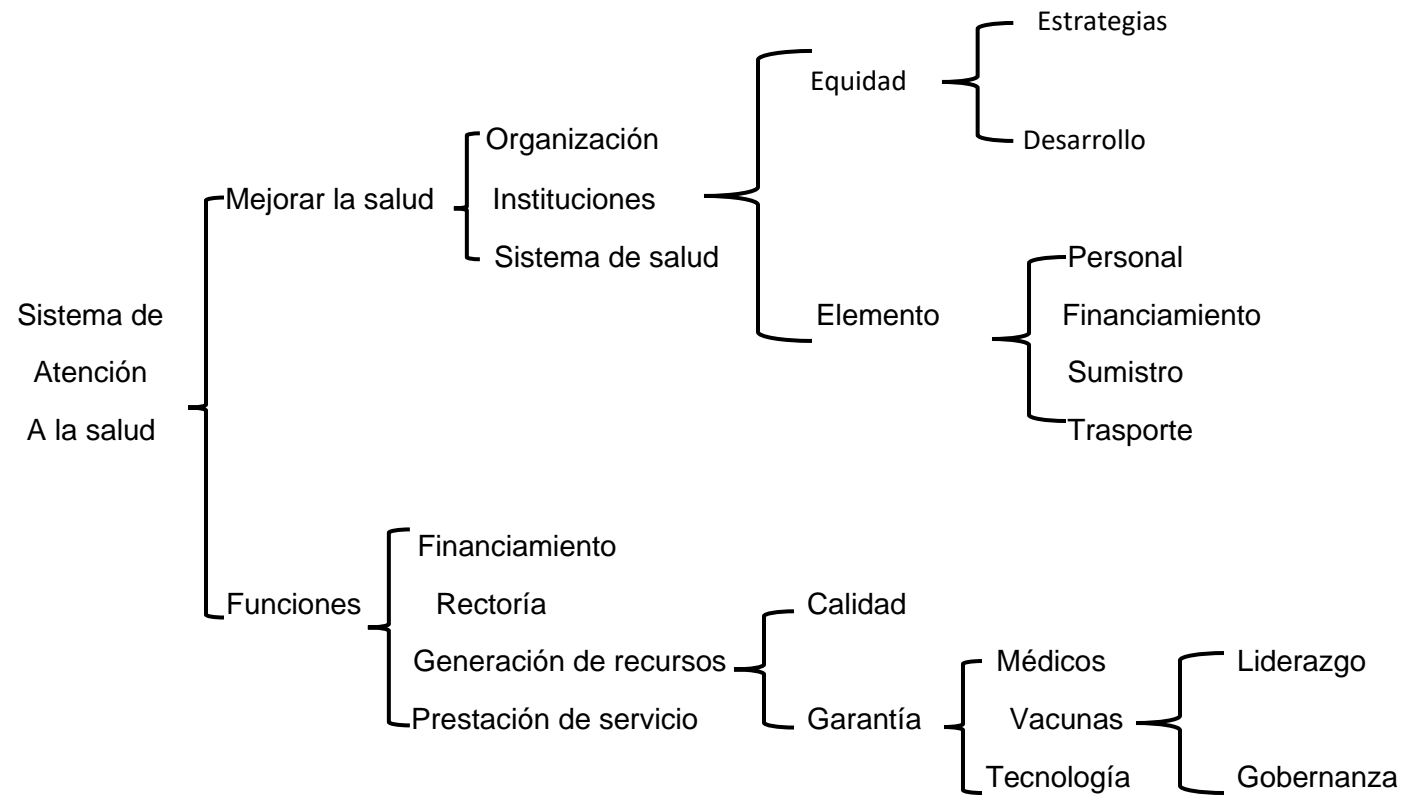 Sistema de
Atención
A la salud
Mejorar la salud
Organización
Instituciones
Sistema de salud
Equidad
Estrategias
Desarrollo
Elemento
Personal
Financiamiento
Sumistro
Trasporte
Funciones
Financiamiento
Rectoría
Generación de recursos
Prestación de servicio
Calidad
Garantía
Médicos
Vacunas
Tecnología
Liderazgo
Gobernanza